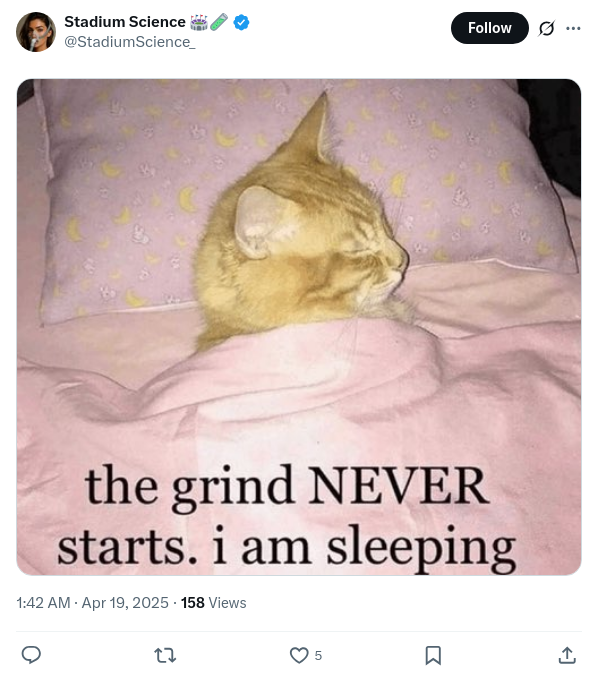 Stadium Science 🏟️🧪
@StadiumScience_
Follow
the grind NEVER
starts. i am sleeping
1:42 AM · Apr 19, 2025 · 158 Views
5